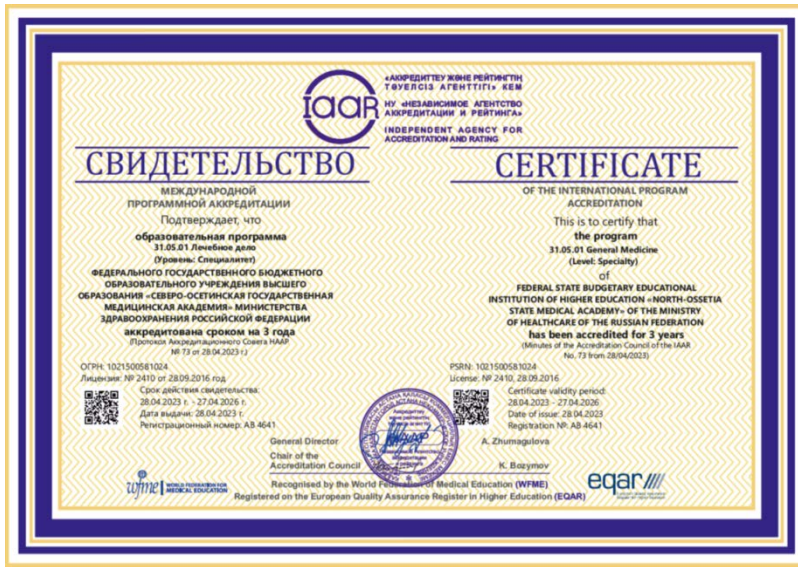 IAAR
«АККРЕДИТТЕУ ЖӘНЕ РЕЙТИНГТІҢ
ТӘУЕЛСІЗ АГЕНТТІГІ» КЕМ
НУ «НЕЗАВИСИМОЕ АГЕНТСТВО
АККРЕДИТАЦИИ И РЕЙТИНГА»
INDEPENDENT AGENCY FOR
ACCREDITATION AND RATING
СВИДЕТЕЛЬСТВО
МЕЖДУНАРОДНОЙ
ПРОГРАММНОЙ АККРЕДИТАЦИИ
Подтверждает, что
образовательная программа
31.05.01 Лечебное дело
(Уровень: Специалитет)
ФЕДЕРАЛЬНОГО ГОСУДАРСТВЕННОГО БЮДЖЕТНОГО
ОБРАЗОВАТЕЛЬНОГО УЧРЕЖДЕНИЯ ВЫСШЕГО
ОБРАЗОВАНИЯ «СЕВЕРО-ОСЕТИНСКАЯ ГОСУДАРСТВЕННАЯ
МЕДИЦИНСКАЯ АКАДЕМИЯ» МИНИСТЕРСТВА
ЗДРАВООХРАНЕНИЯ РОССИЙСКОЙ ФЕДЕРАЦИИ
аккредитована сроком на 3 года
(Протокол Аккредитационного Совета НААР
№ 73 от 28.04.2023 г.)
ОГРН: 1021500581024
Лицензия: № 2410 от 28.09.2016 год
Срок действия свидетельства:
28.04.2023 г. - 27.04.2026 г.
Дата выдачи: 28.04.2023 г.
Регистрационный номер: АВ 4641
CERTIFICATE
OF THE INTERNATIONAL PROGRAM
ACCREDITATION
This is to certify that
the program
31.05.01 General Medicine
(Level: Specialty)
of
FEDERAL STATE BUDGETARY EDUCATIONAL
INSTITUTION OF HIGHER EDUCATION «NORTH-OSSETIA
STATE MEDICAL ACADEMY» OF THE MINISTRY
OF HEALTHCARE OF THE RUSSIAN FEDERATION
has been accredited for 3 years
(Minutes of the Accreditation Council of the IAAR
No. 73 from 28/04/2023)
PSRN: 1021500581024
License: № 2410, 28.09.2016
Certificate validity period:
28.04.2023 - 27.04.2026
Date of issue: 28.04.2023
Registration №: AB 4641
General Director A. Zhumagulova
Chair of the
Accreditation Council K. Bozymov
wfme WORLD FEDERATION FOR
MEDICAL EDUCATION
Recognised by the World Federation of Medical Education (WFME)
Registered on the European Quality Assurance Register in Higher Education (EQAR)
eqar